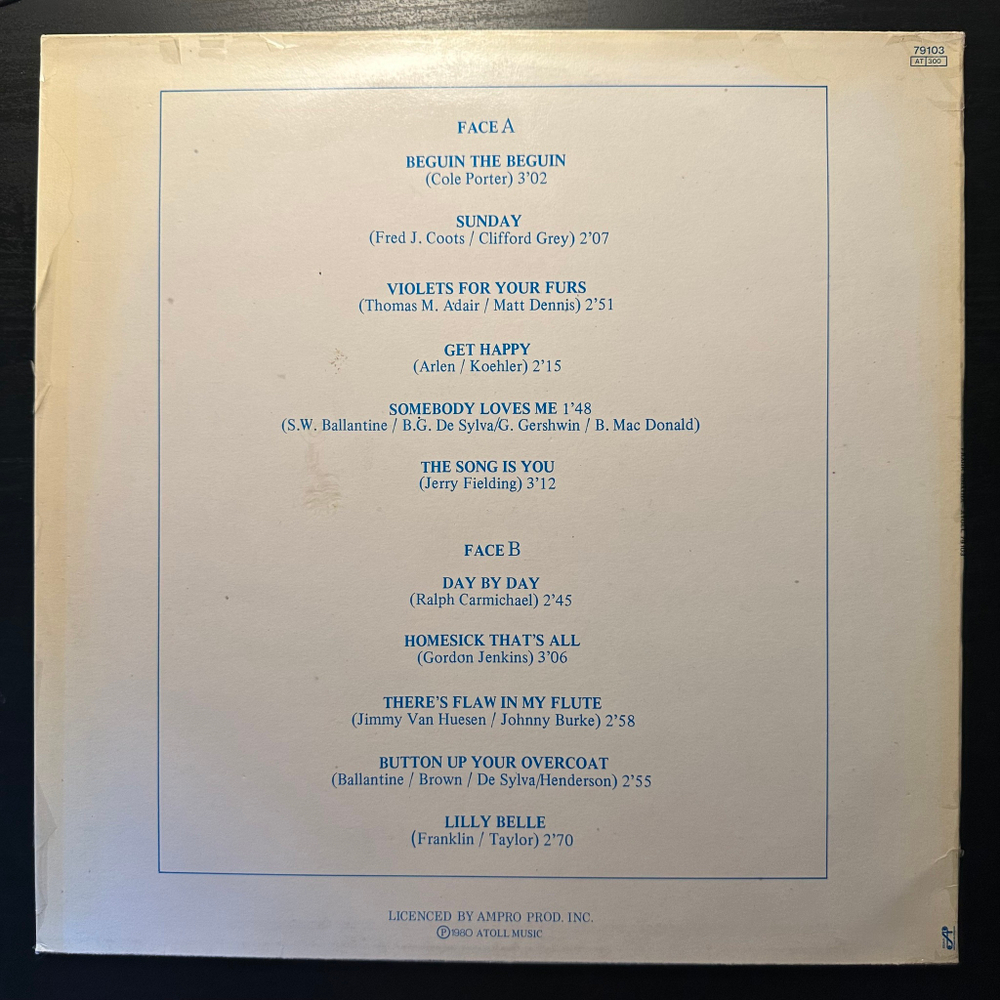 79103
AT 300
FACE A
BEGUIN THE BEGUIN
(Cole Porter) 3'02
SUNDAY
(Fred J. Coots / Clifford Grey) 2'07
VIOLETS FOR YOUR FURS
(Thomas M. Adair / Matt Dennis) 2'51
GET HAPPY
(Arlen / Koehler) 2'15
SOMEBODY LOVES ME 1'48
(S.W. Ballantine / B.G. De Sylva/G. Gershwin / B. Mac Donald)
THE SONG IS YOU
(Jerry Fielding) 3'12
FACE B
DAY BY DAY
(Ralph Carmichael) 2'45
HOMESICK THAT'S ALL
(Gordon Jenkins) 3'06
THERE'S FLAW IN MY FLUTE
(Jimmy Van Huesen / Johnny Burke) 2'58
BUTTON UP YOUR OVERCOAT
(Ballantine / Brown / De Sylva/Henderson) 2'55
LILLY BELLE
(Franklin / Taylor) 2'70
LICENCED BY AMPRO PROD. INC.
Ⓟ1980 ATOLL MUSIC